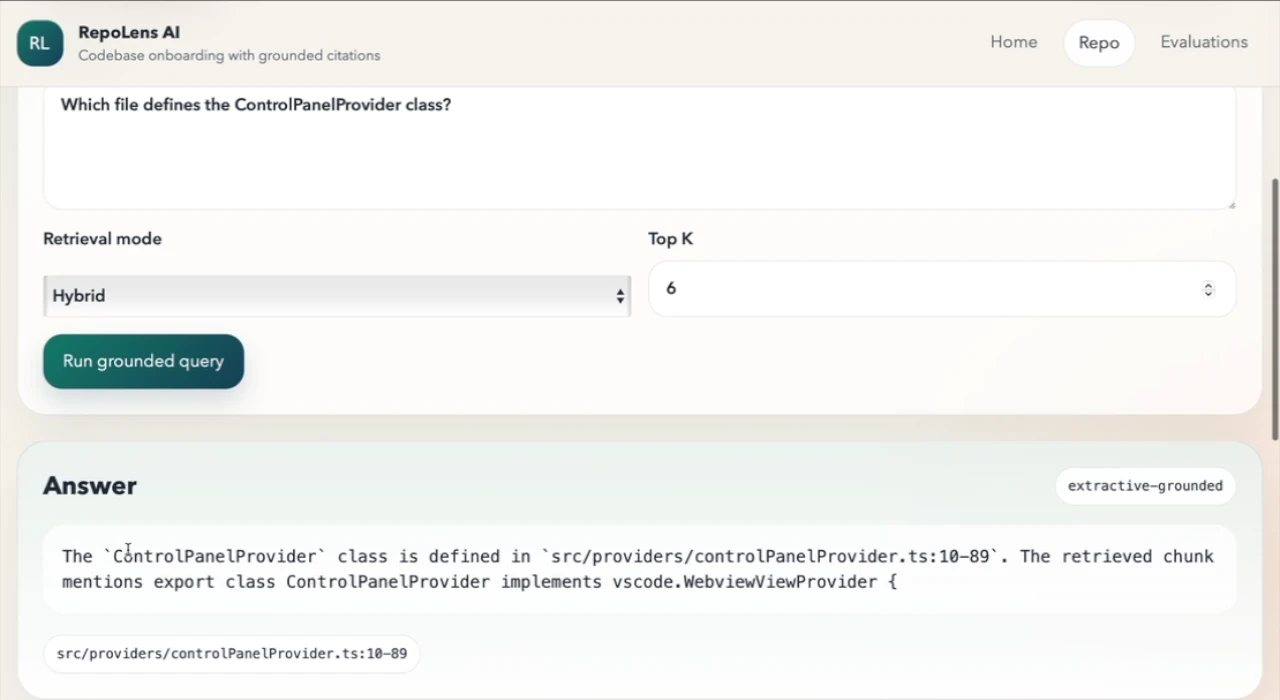 RL
RepoLens AI
Codebase onboarding with grounded citations
Home
Repo
Evaluations
Which file defines the ControlPanelProvider class?
Retrieval mode
Top K
Hybrid
6
Run grounded query
Answer
extractive-grounded
The `ControlPanelProvider` class is defined in `src/providers/controlPanelProvider.ts:10-89`. The retrieved chunk
mentions export class ControlPanelProvider implements vscode.WebviewViewProvider {
src/providers/controlPanelProvider.ts:10-89